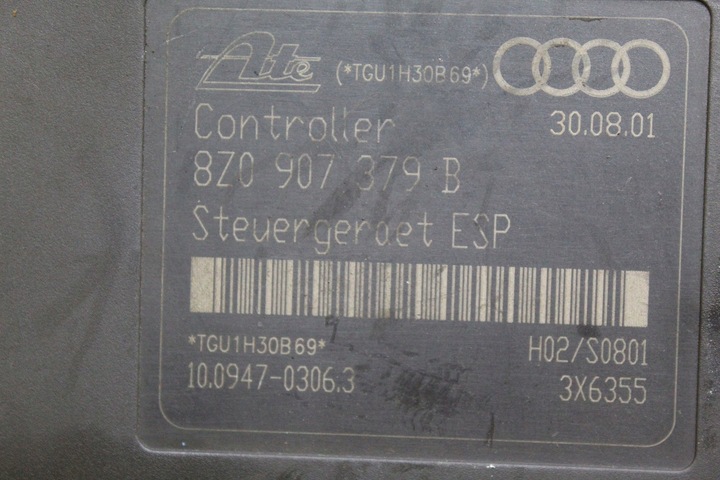 Ate (*TGU1H30B69*)
Controller 30.08.01
8Z0 907 379 B
Steuergeraet ESP
*TGU1H30B69* H02/S0801
10.0947-0306.3 3X6355